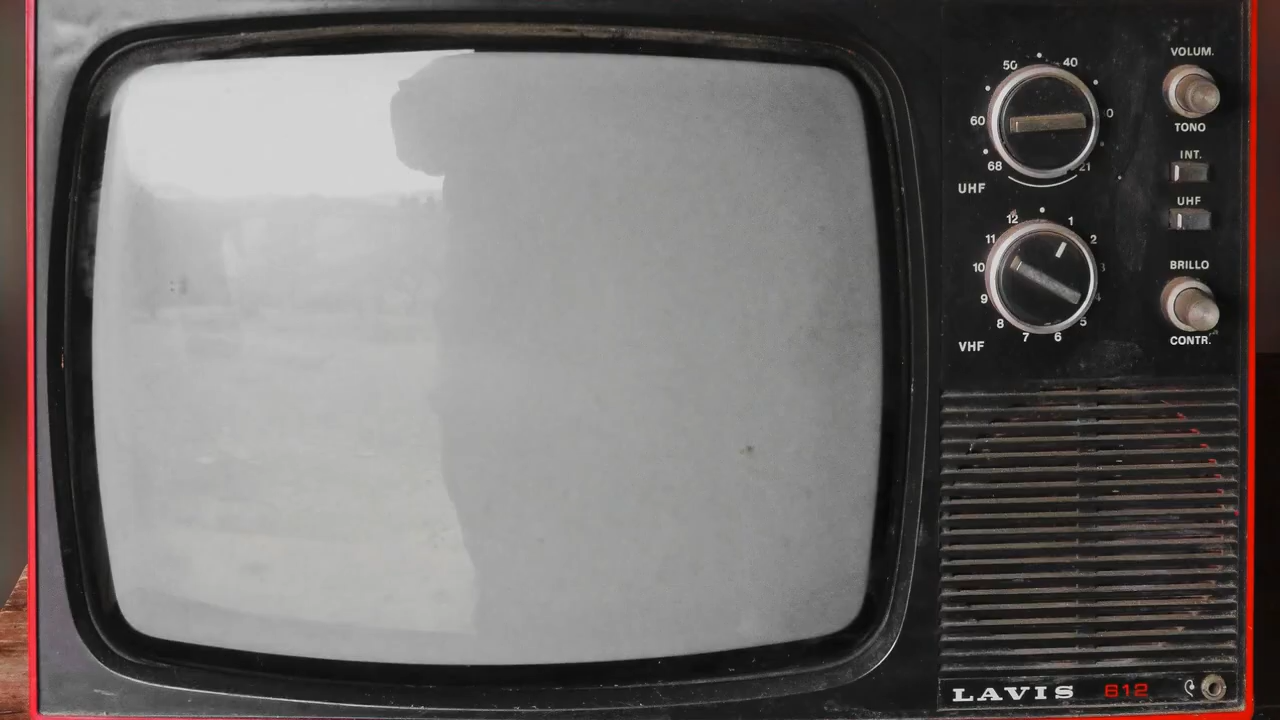 50 40
60 0
68 21
UHF
12 1
11 2
10 3
9 4
8 5
7 6
VHF
VOLUM.
TONO
INT.
UHF
BRILLO
CONTR.
LAVIS 612